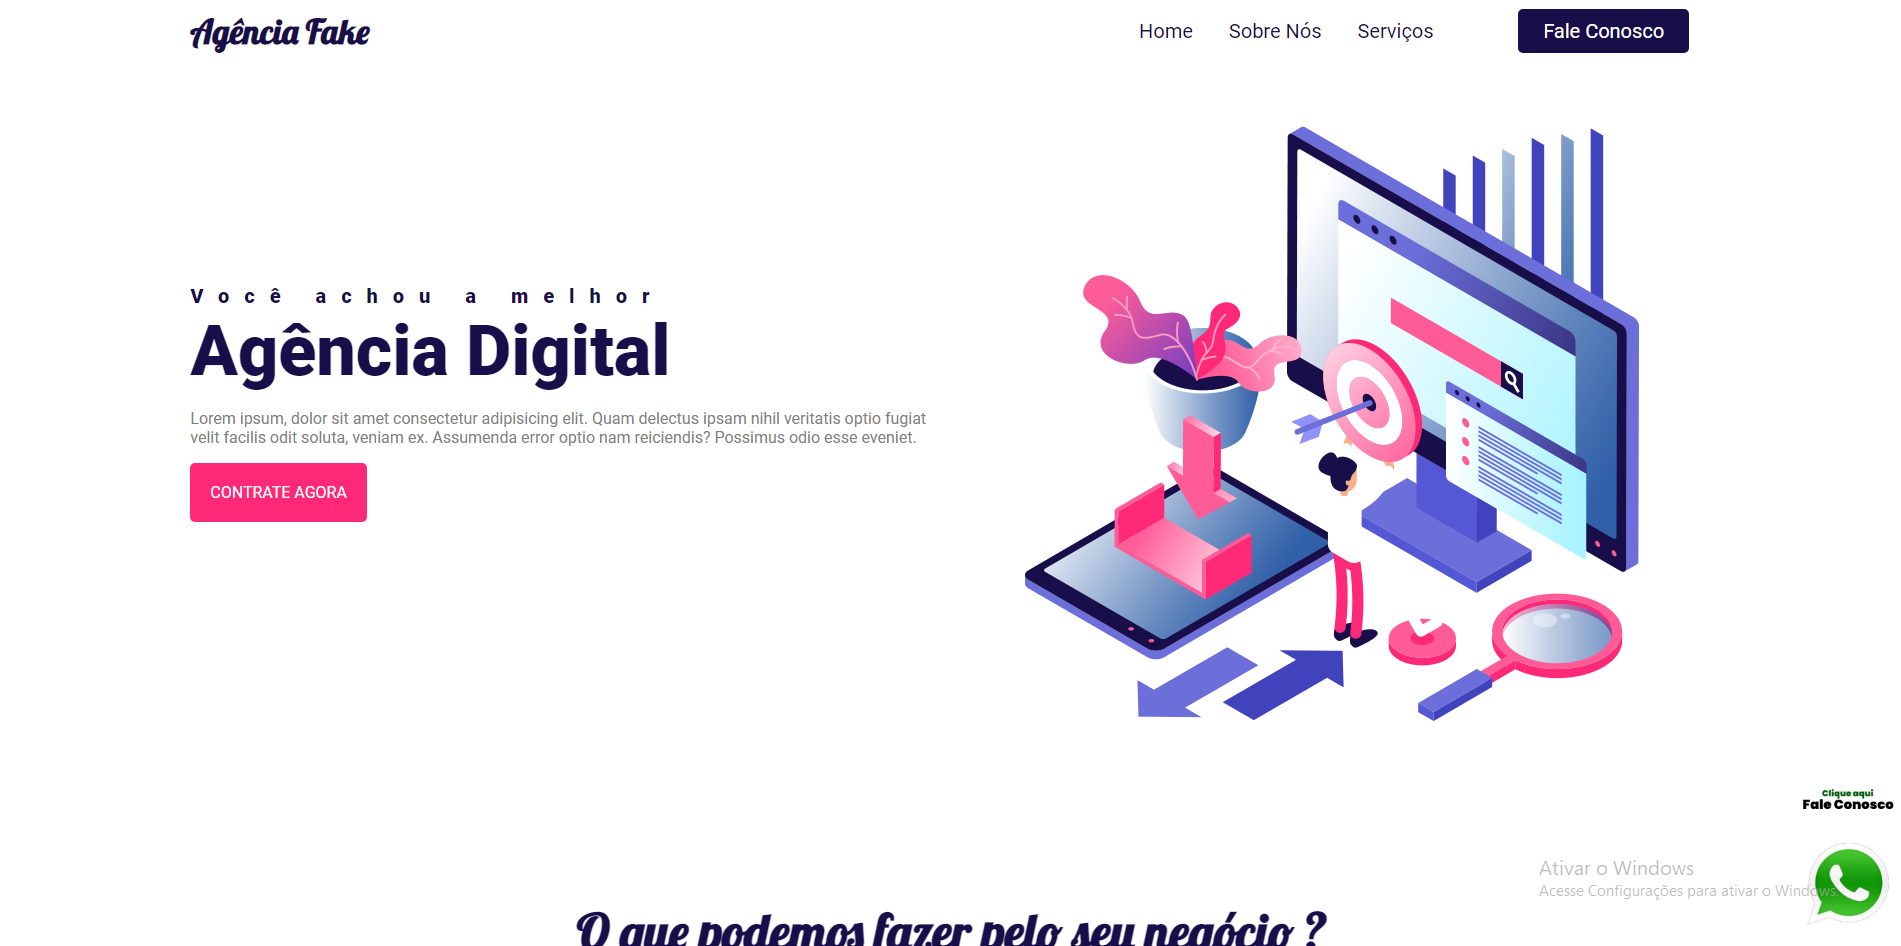 Agência Fake
Home
Sobre Nós
Serviços
Fale Conosco
Você achou a melhor
Agência Digital
Lorem ipsum, dolor sit amet consectetur adipisicing elit. Quam delectus ipsam nihil veritatis optio fugiat
velit facilis odit soluta, veniam ex. Assumenda error optio nam reiciendis? Possimus odio esse eveniet.
CONTRATE AGORA
Clique aqui
Fale Conosco
Ativar o Windows
Acesse Configurações para ativar o Windows.
O que podemos fazer pelo seu negócio ?